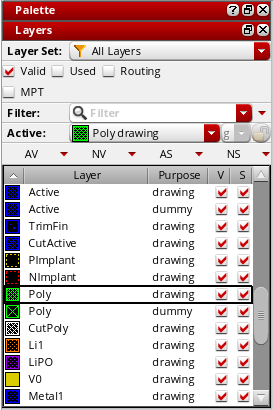 Palette
Layers
Layer Set: All Layers
Valid Used Routing
MPT
Filter: Filter
Active: Poly drawing g
AV NV AS NS
Layer Purpose V S
Active drawing
Active dummy
TrimFin drawing
CutActive drawing
PImplant drawing
NImplant drawing
Poly drawing
Poly dummy
CutPoly drawing
Li1 drawing
LiPO drawing
V0 drawing
Metal1 drawing